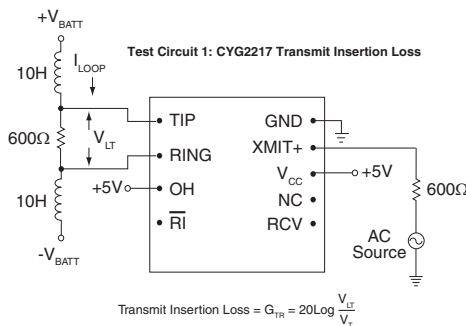 +V_BATT
Test Circuit 1: CYG2217 Transmit Insertion Loss
I_LOOP
10H
TIP
GND
600Ω
V_LT
XMIT+
RING
V_CC
+5V
+5V
OH
600Ω
10H
NC
R̅I̅
RCV
AC
Source
-V_BATT
Transmit Insertion Loss = G_TR = 20Log V_LT / V_T